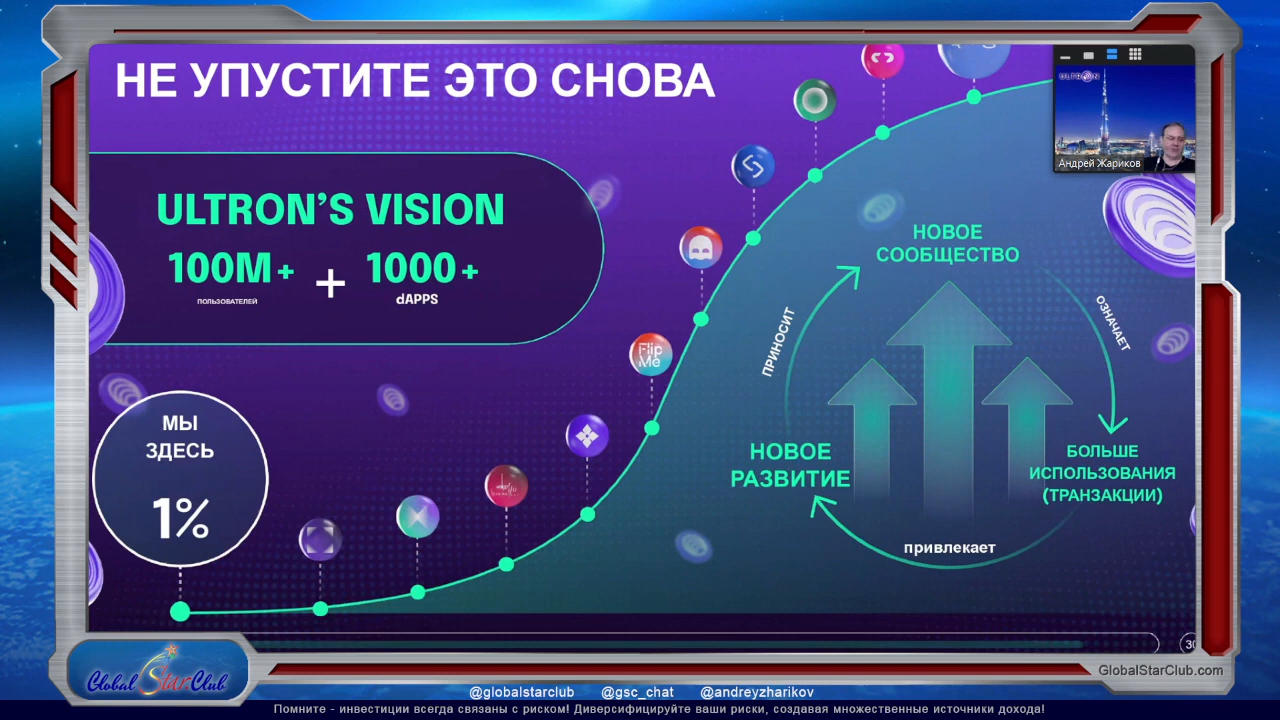 НЕ УПУСТИТЕ ЭТО СНОВА
ULTRON
Андрей Жариков
ULTRON'S VISION
100M+ + 1000+
ПОЛЬЗОВАТЕЛЕЙ
dAPPS
Flip
Me
МЫ
ЗДЕСЬ
1%
НОВОЕ
СООБЩЕСТВО
ПРИНОСИТ
ОЗНАЧАЕТ
НОВОЕ
РАЗВИТИЕ
БОЛЬШЕ
ИСПОЛЬЗОВАНИЯ
(ТРАНЗАКЦИИ)
привлекает
30
Global Star Club
GlobalStarClub.com
@globalstarclub @gsc_chat @andreyzharikov
Помните - инвестиции всегда связаны с риском! Диверсифицируйте ваши риски, создавая множественные источники дохода!